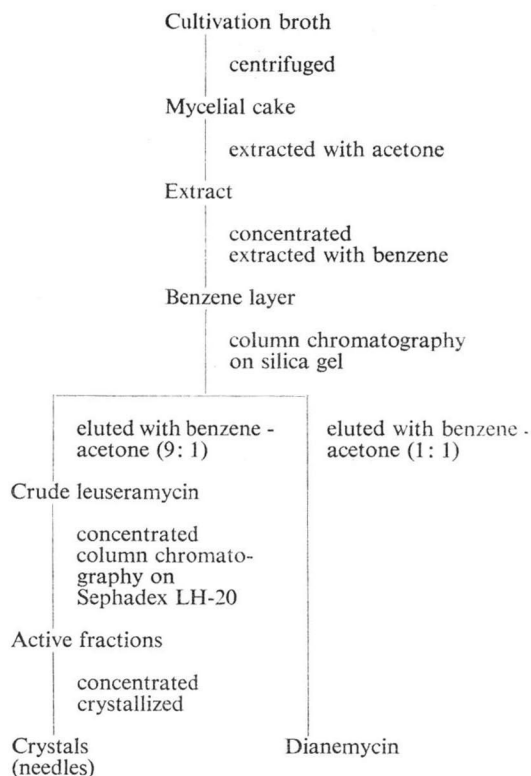 Cultivation broth
centrifuged
Mycelial cake
extracted with acetone
Extract
concentrated
extracted with benzene
Benzene layer
column chromatography
on silica gel
eluted with benzene -
acetone (9: 1)
eluted with benzene -
acetone (1: 1)
Crude leuseramycin
concentrated
column chromato-
graphy on
Sephadex LH-20
Active fractions
concentrated
crystallized
Crystals
(needles)
Dianemycin